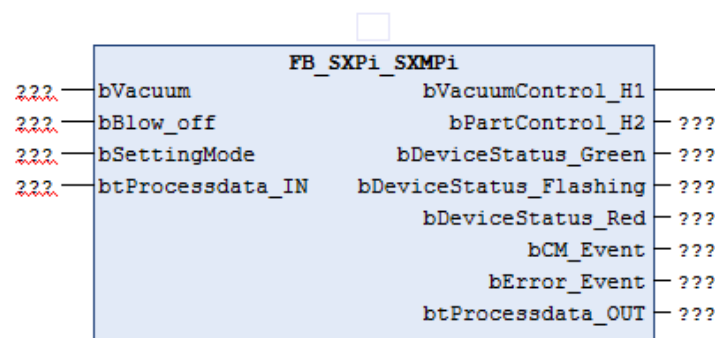 FB_SXPi_SXMPi
??? bVacuum bVacuumControl_H1
??? bBlow_off bPartControl_H2 ???
??? bSettingMode bDeviceStatus_Green ???
??? btProcessdata_IN bDeviceStatus_Flashing ???
bDeviceStatus_Red ???
bCM_Event ???
bError_Event ???
btProcessdata_OUT ???